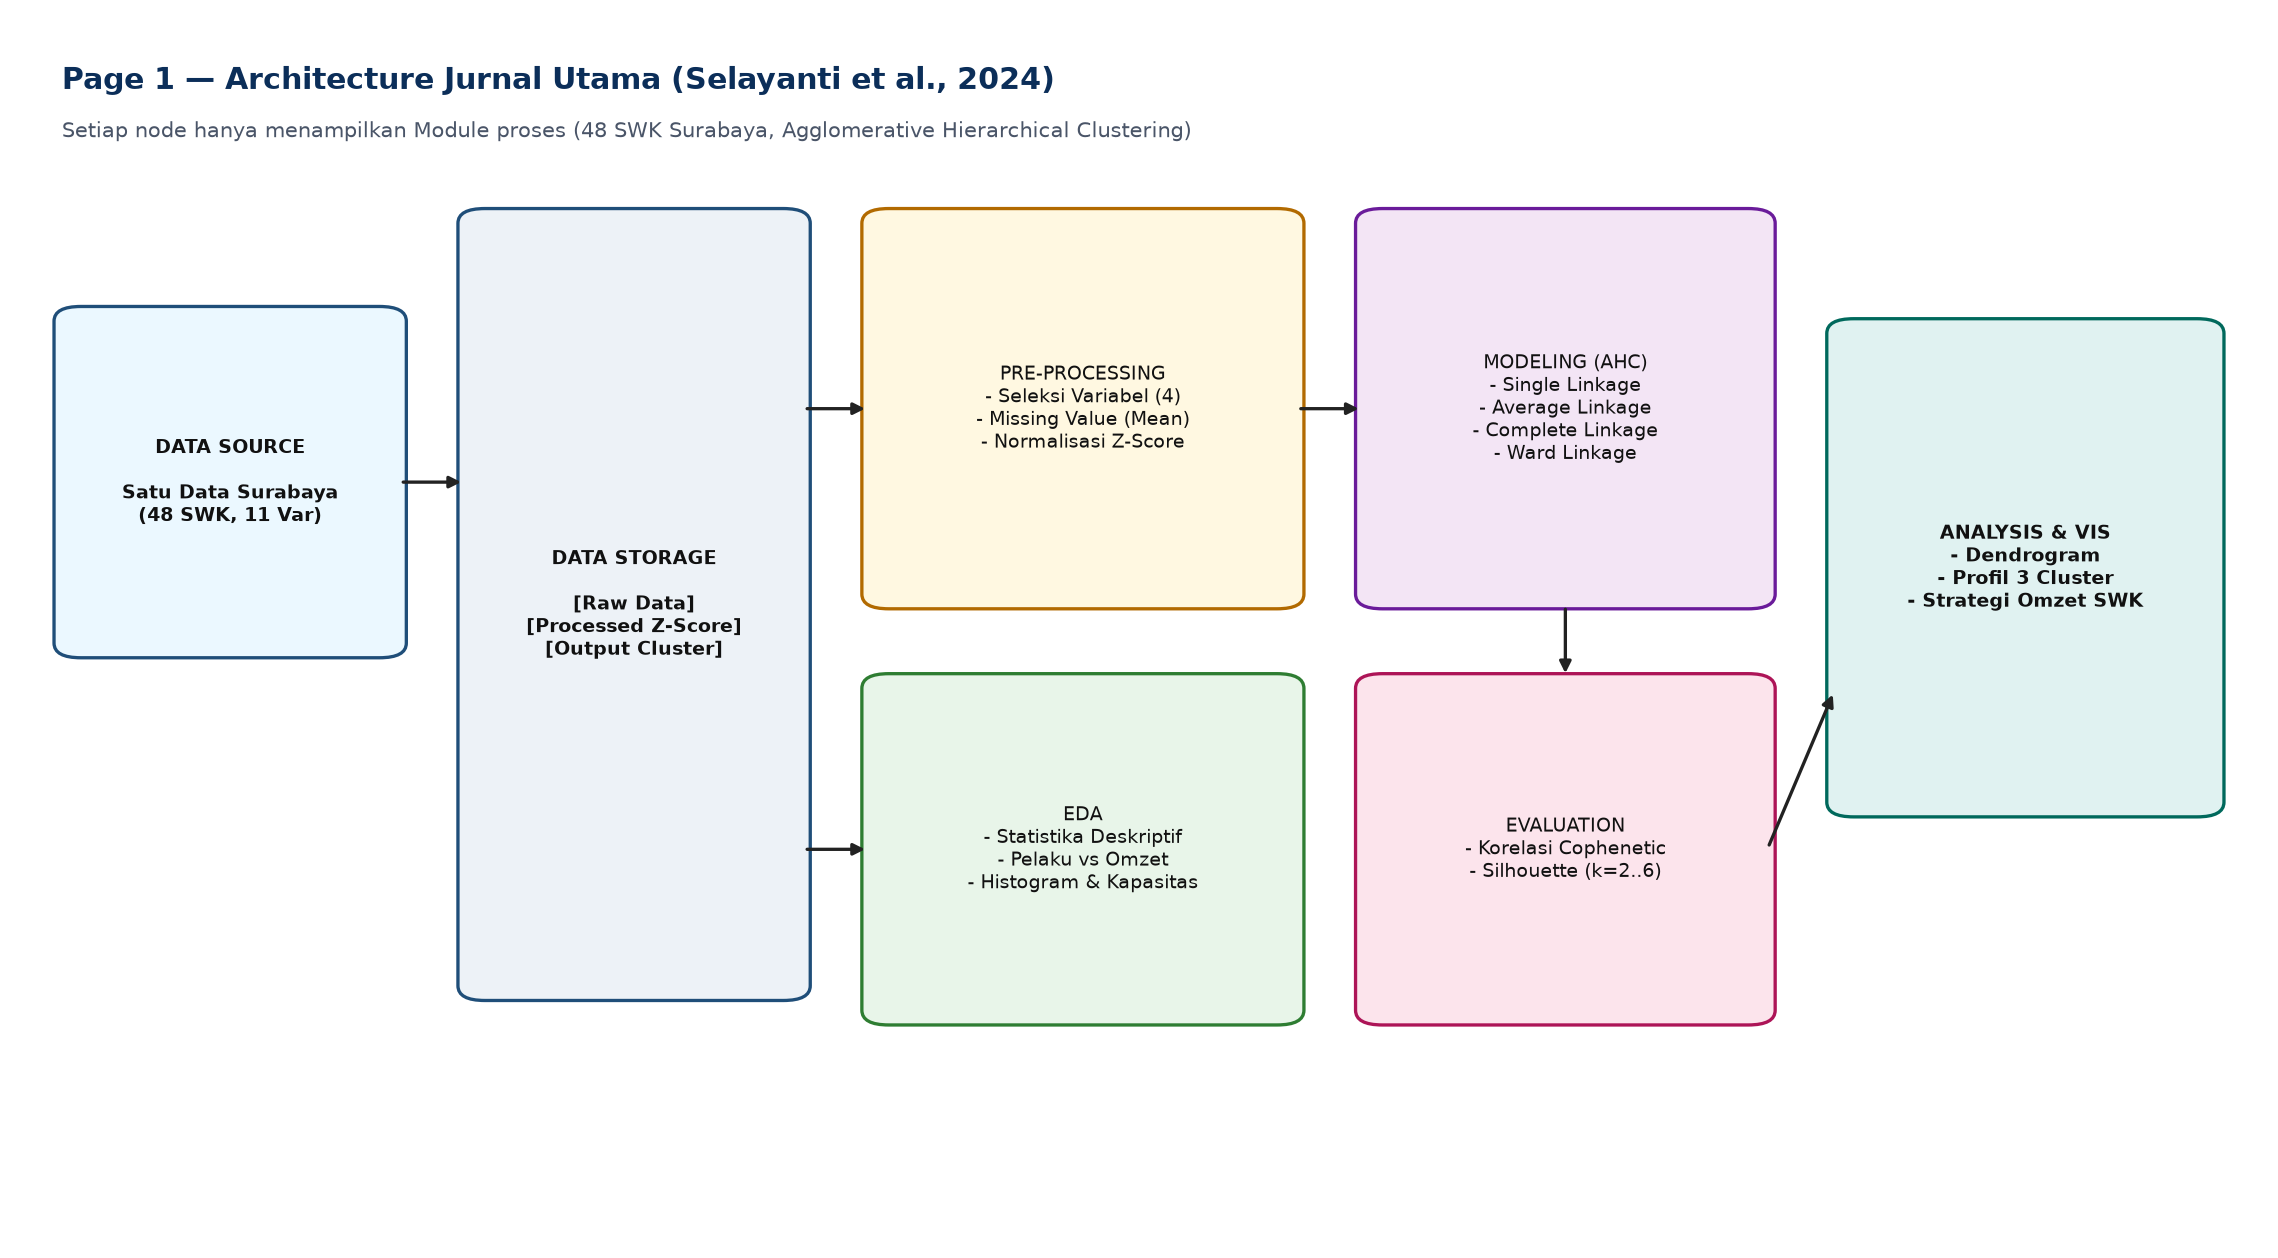 Page 1 — Architecture Jurnal Utama (Selayanti et al., 2024)
Setiap node hanya menampilkan Module proses (48 SWK Surabaya, Agglomerative Hierarchical Clustering)
DATA SOURCE
Satu Data Surabaya
(48 SWK, 11 Var)
DATA STORAGE
[Raw Data]
[Processed Z-Score]
[Output Cluster]
PRE-PROCESSING
- Seleksi Variabel (4)
- Missing Value (Mean)
- Normalisasi Z-Score
EDA
- Statistika Deskriptif
- Pelaku vs Omzet
- Histogram & Kapasitas
MODELING (AHC)
- Single Linkage
- Average Linkage
- Complete Linkage
- Ward Linkage
EVALUATION
- Korelasi Cophenetic
- Silhouette (k=2..6)
ANALYSIS & VIS
- Dendrogram
- Profil 3 Cluster
- Strategi Omzet SWK